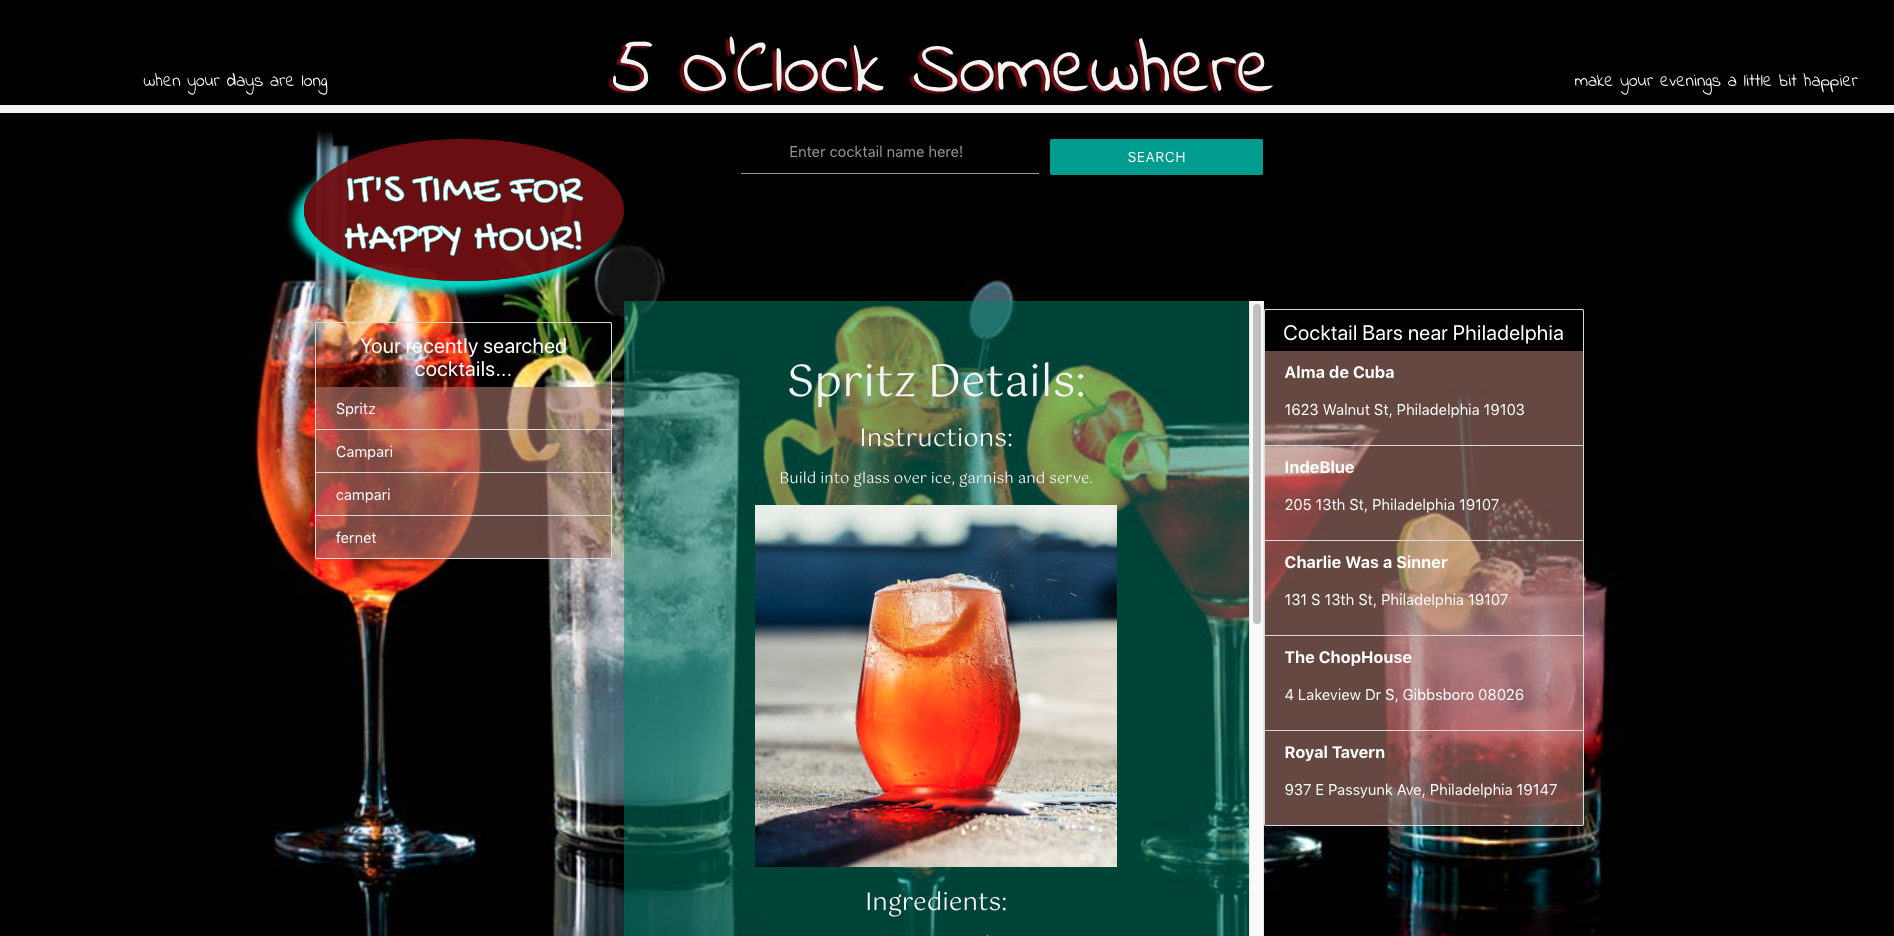 when your days are long
5 O'Clock Somewhere
make your evenings a little bit happier
IT'S TIME FOR
HAPPY HOUR!
Enter cocktail name here!
SEARCH
Your recently searched
cocktails...
Spritz
Campari
campari
fernet
Spritz Details:
Instructions:
Build into glass over ice, garnish and serve.
Ingredients:
Cocktail Bars near Philadelphia
Alma de Cuba
1623 Walnut St, Philadelphia 19103
IndeBlue
205 13th St, Philadelphia 19107
Charlie Was a Sinner
131 S 13th St, Philadelphia 19107
The ChopHouse
4 Lakeview Dr S, Gibbsboro 08026
Royal Tavern
937 E Passyunk Ave, Philadelphia 19147